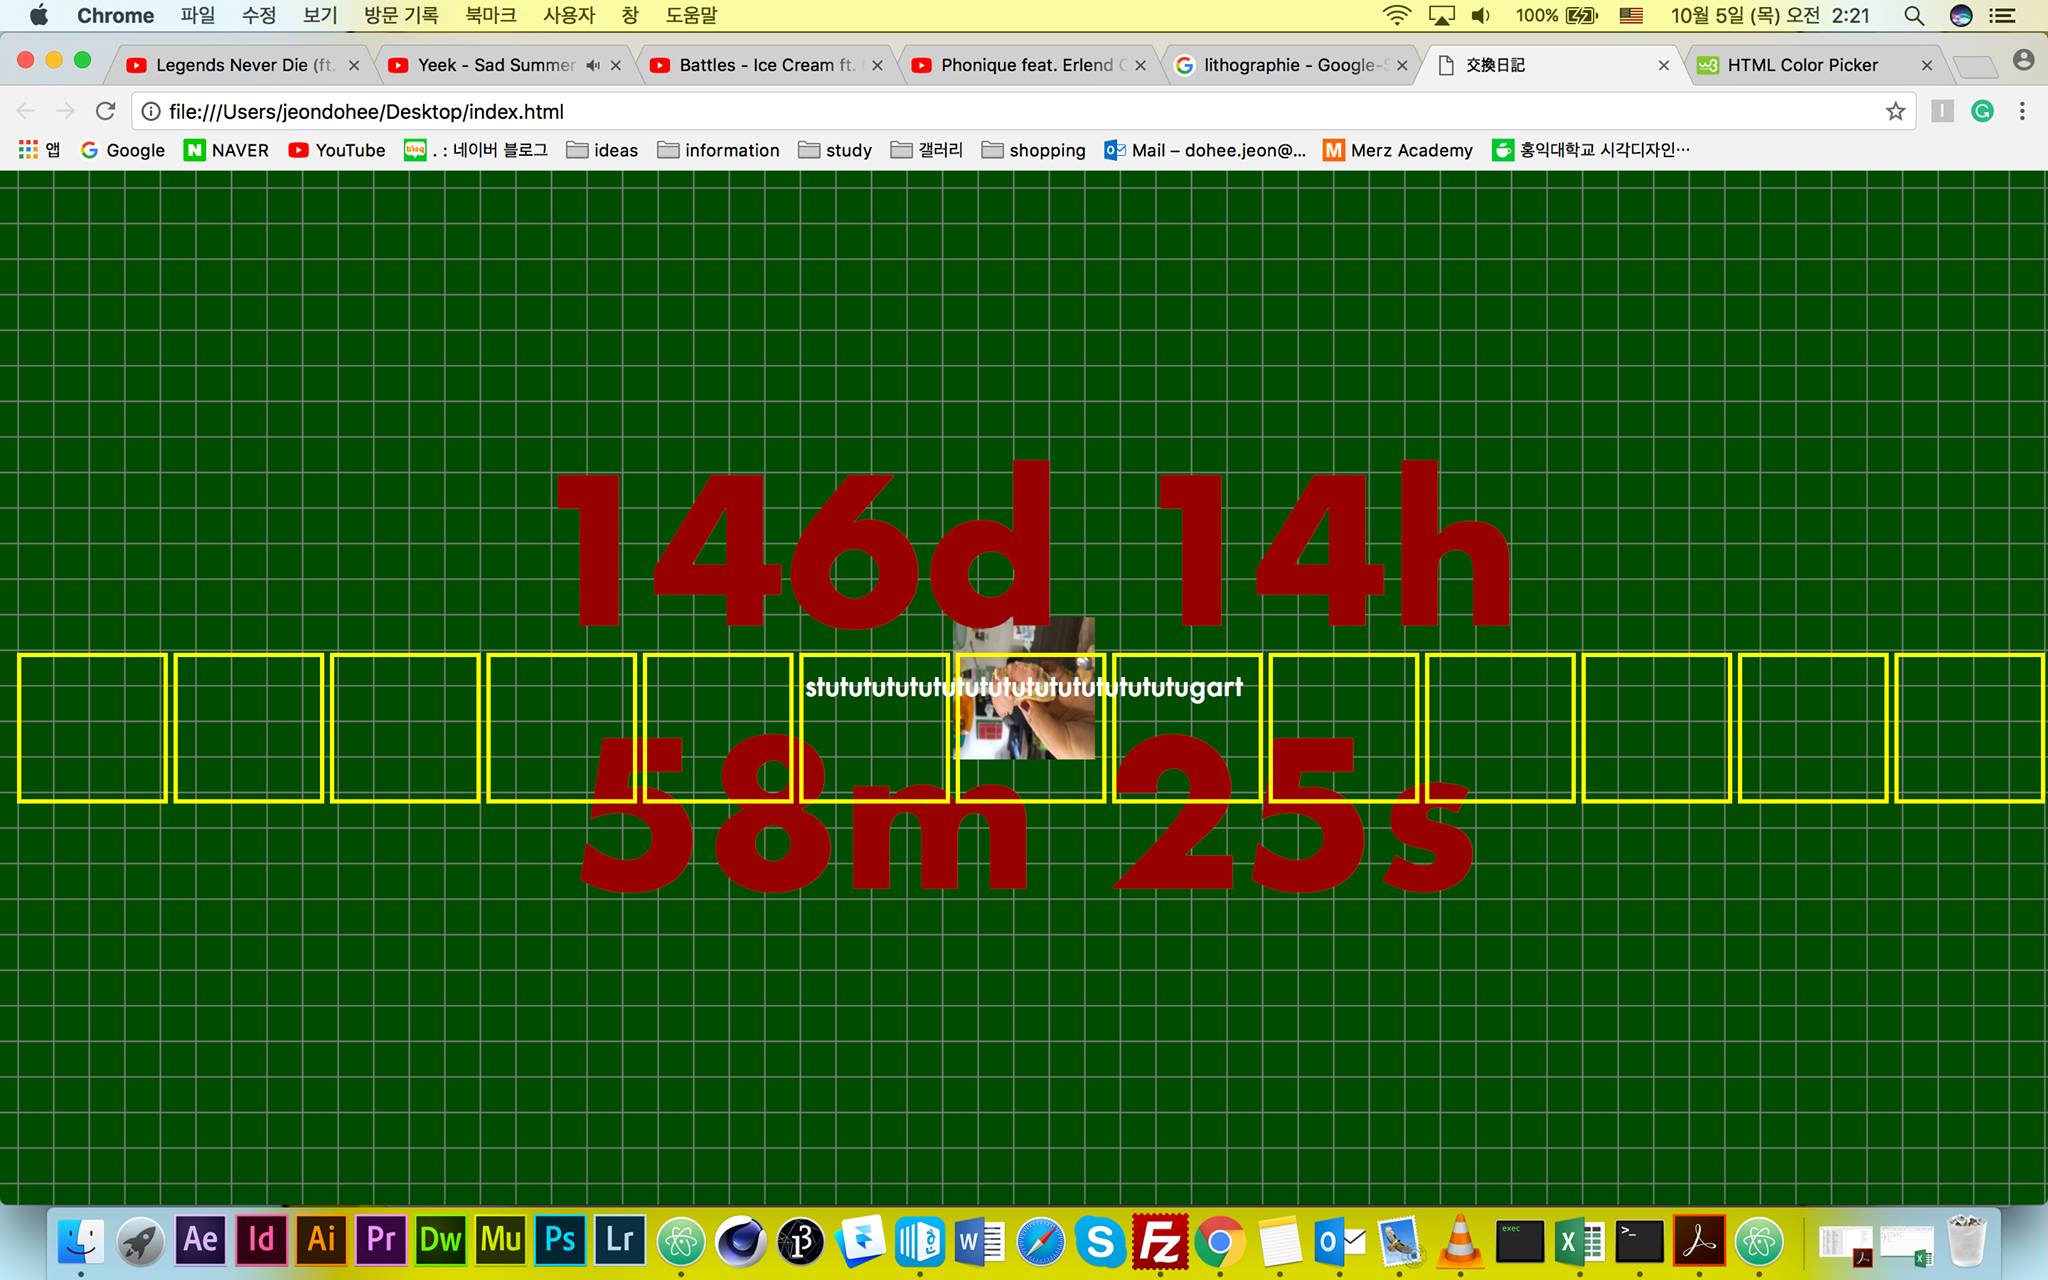 Chrome 파일 수정 보기 방문 기록 북마크 사용자 창 도움말 100% 10월 5일 (목) 오전 2:21
Legends Never Die (ft. Yeek - Sad Summer Battles - Ice Cream ft. Phonique feat. Erlend lithographie - Google- 交換日記 HTML Color Picker
file:///Users/jeondohee/Desktop/index.html
앱 Google NAVER YouTube blog . : 네이버 블로그 ideas information study 갤러리 shopping Mail – dohee.jeon@... Merz Academy 홍익대학교 시각디자인…
146d 14h
stutututututututututututututututugart
58m 25s
Ae Id Ai Pr Dw Mu Ps Lr W S Fz O exec X >_